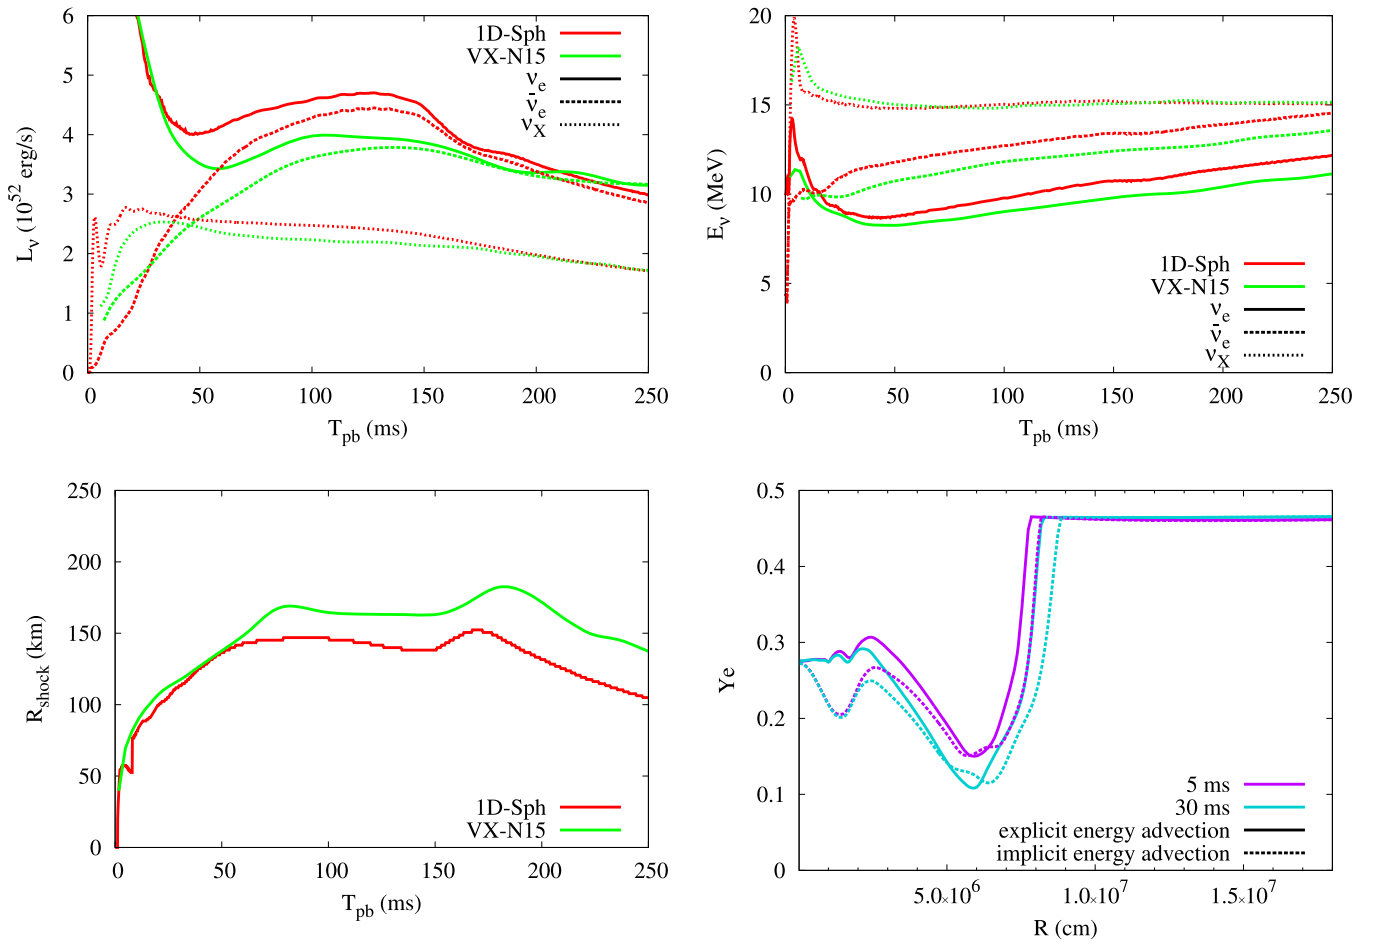 6
5
4
3
2
1
0
0 50 100 150 200 250
L_ν (10^52 erg/s)
T_pb (ms)
1D-Sph
VX-N15
ν_e
ν̄_e
ν_X
20
15
10
5
0
0 50 100 150 200 250
E_ν (MeV)
T_pb (ms)
1D-Sph
VX-N15
ν_e
ν̄_e
ν_X
250
200
150
100
50
0
0 50 100 150 200 250
R_shock (km)
T_pb (ms)
1D-Sph
VX-N15
0.5
0.4
0.3
0.2
0.1
0
5.0×10^6 1.0×10^7 1.5×10^7
Ye
R (cm)
5 ms
30 ms
explicit energy advection
implicit energy advection